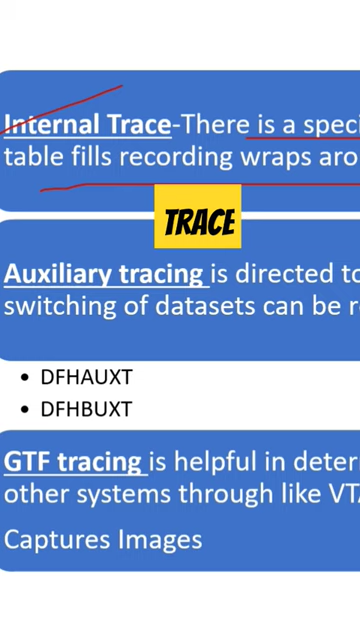 Internal Trace-There is a speci
table fills recording wraps aro
TRACE
Auxiliary tracing is directed to
switching of datasets can be r
DFHAUXT
DFHBUXT
GTF tracing is helpful in deter
other systems through like VTA
Captures Images